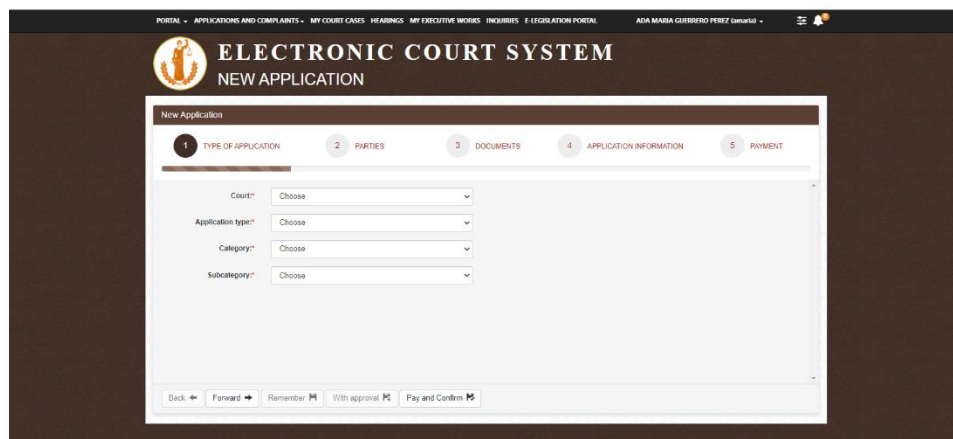 PORTAL APPLICATIONS AND COMPLAINTS MY COURT CASES HEARINGS MY EXECUTIVE WORKS INQUIRIES E-LEGISLATION PORTAL ADA MARIA GUERRERO PEREZ (amaria)
ELECTRONIC COURT SYSTEM
NEW APPLICATION
New Application
1 TYPE OF APPLICATION 2 PARTIES 3 DOCUMENTS 4 APPLICATION INFORMATION 5 PAYMENT
Court:* Choose
Application type:* Choose
Category:* Choose
Subcategory:* Choose
Back Forward Remember With approval Pay and Confirm